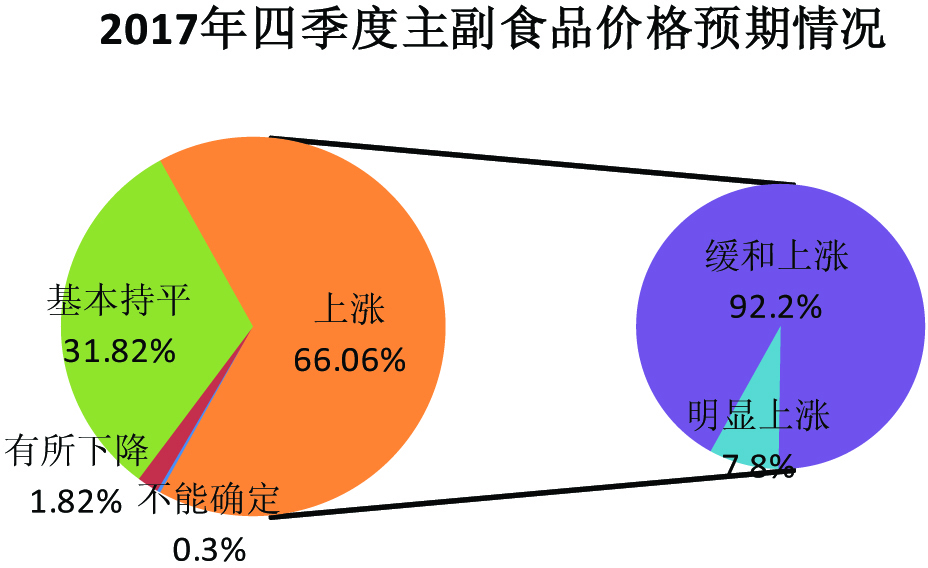 2017年四季度主副食品价格预期情况
缓和上涨
92.2%
基本持平
31.82%
上涨
66.06%
明显上涨
7.8%
有所下降
1.82%
不能确定
0.3%